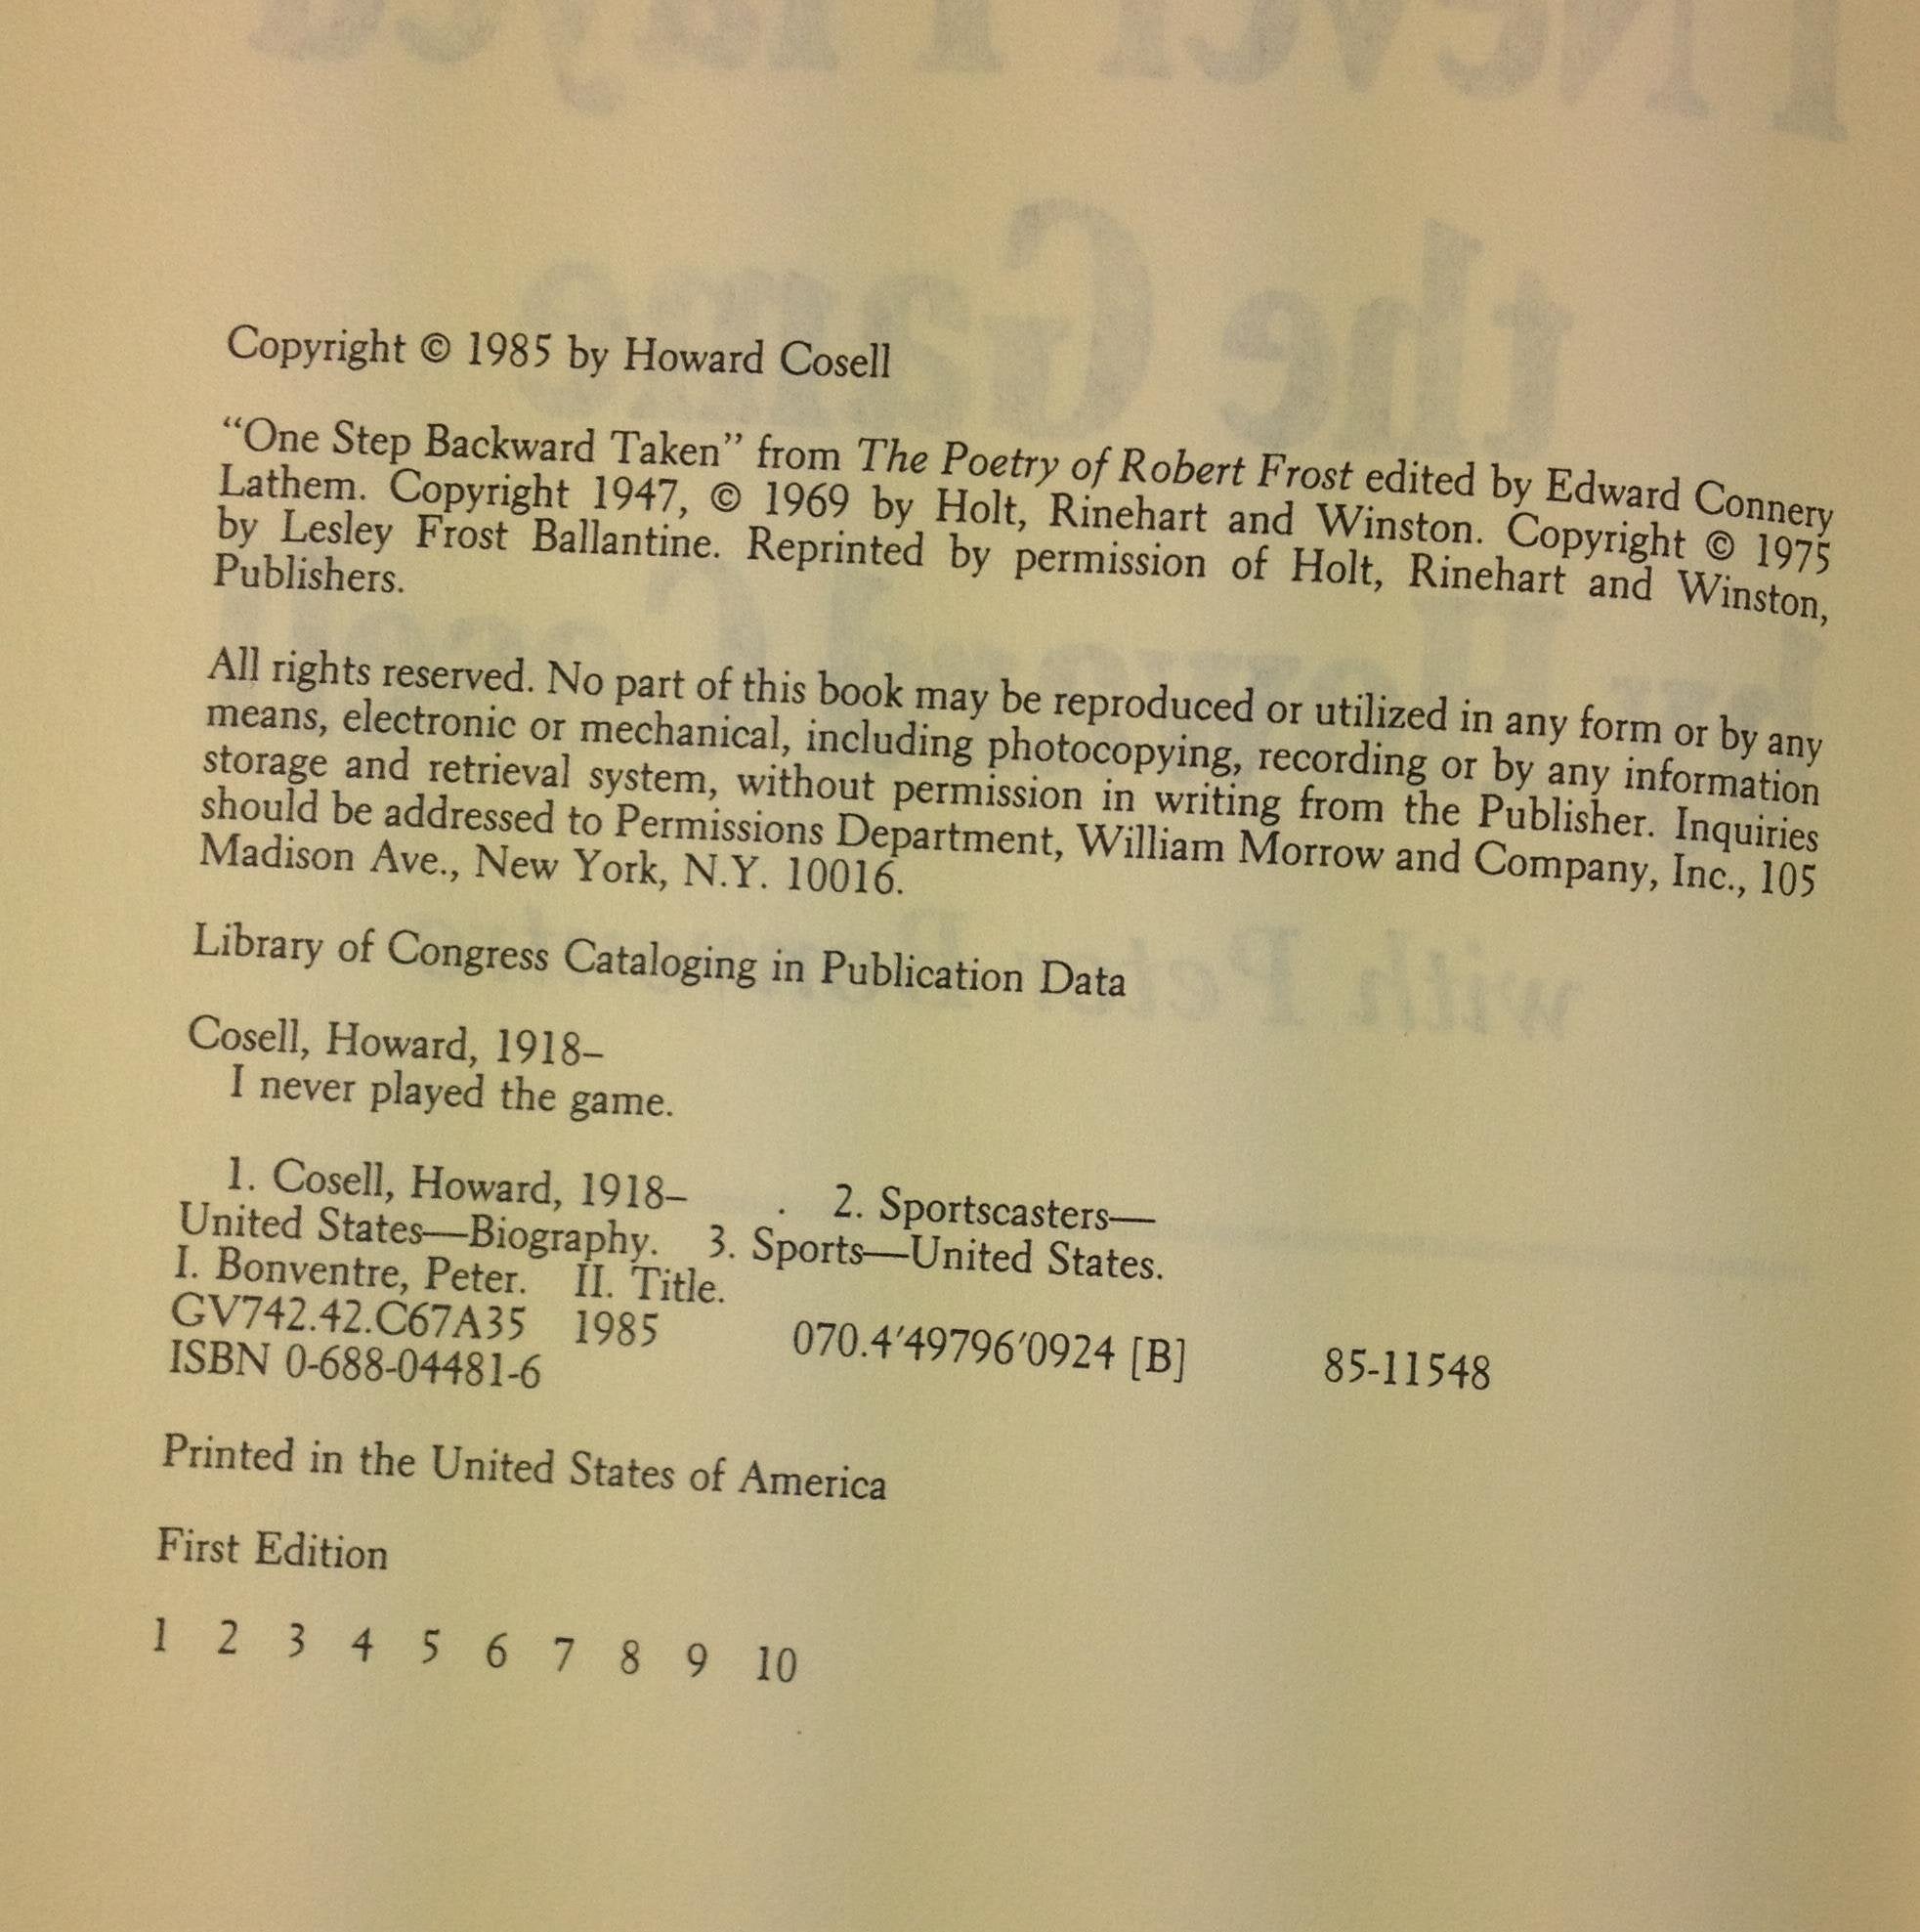 Copyright © 1985 by Howard Cosell
“One Step Backward Taken” from The Poetry of Robert Frost edited by Edward Connery
Lathem. Copyright 1947, © 1969 by Holt, Rinehart and Winston. Copyright © 1975
by Lesley Frost Ballantine. Reprinted by permission of Holt, Rinehart and Winston,
Publishers.
All rights reserved. No part of this book may be reproduced or utilized in any form or by any
means, electronic or mechanical, including photocopying, recording or by any information
storage and retrieval system, without permission in writing from the Publisher. Inquiries
should be addressed to Permissions Department, William Morrow and Company, Inc., 105
Madison Ave., New York, N.Y. 10016.
Library of Congress Cataloging in Publication Data
Cosell, Howard, 1918–
I never played the game.
1. Cosell, Howard, 1918– . 2. Sportscasters—
United States—Biography. 3. Sports—United States.
I. Bonventre, Peter. II. Title.
GV742.42.C67A35 1985 070.4′49796′0924 [B] 85-11548
ISBN 0-688-04481-6
Printed in the United States of America
First Edition
1 2 3 4 5 6 7 8 9 10